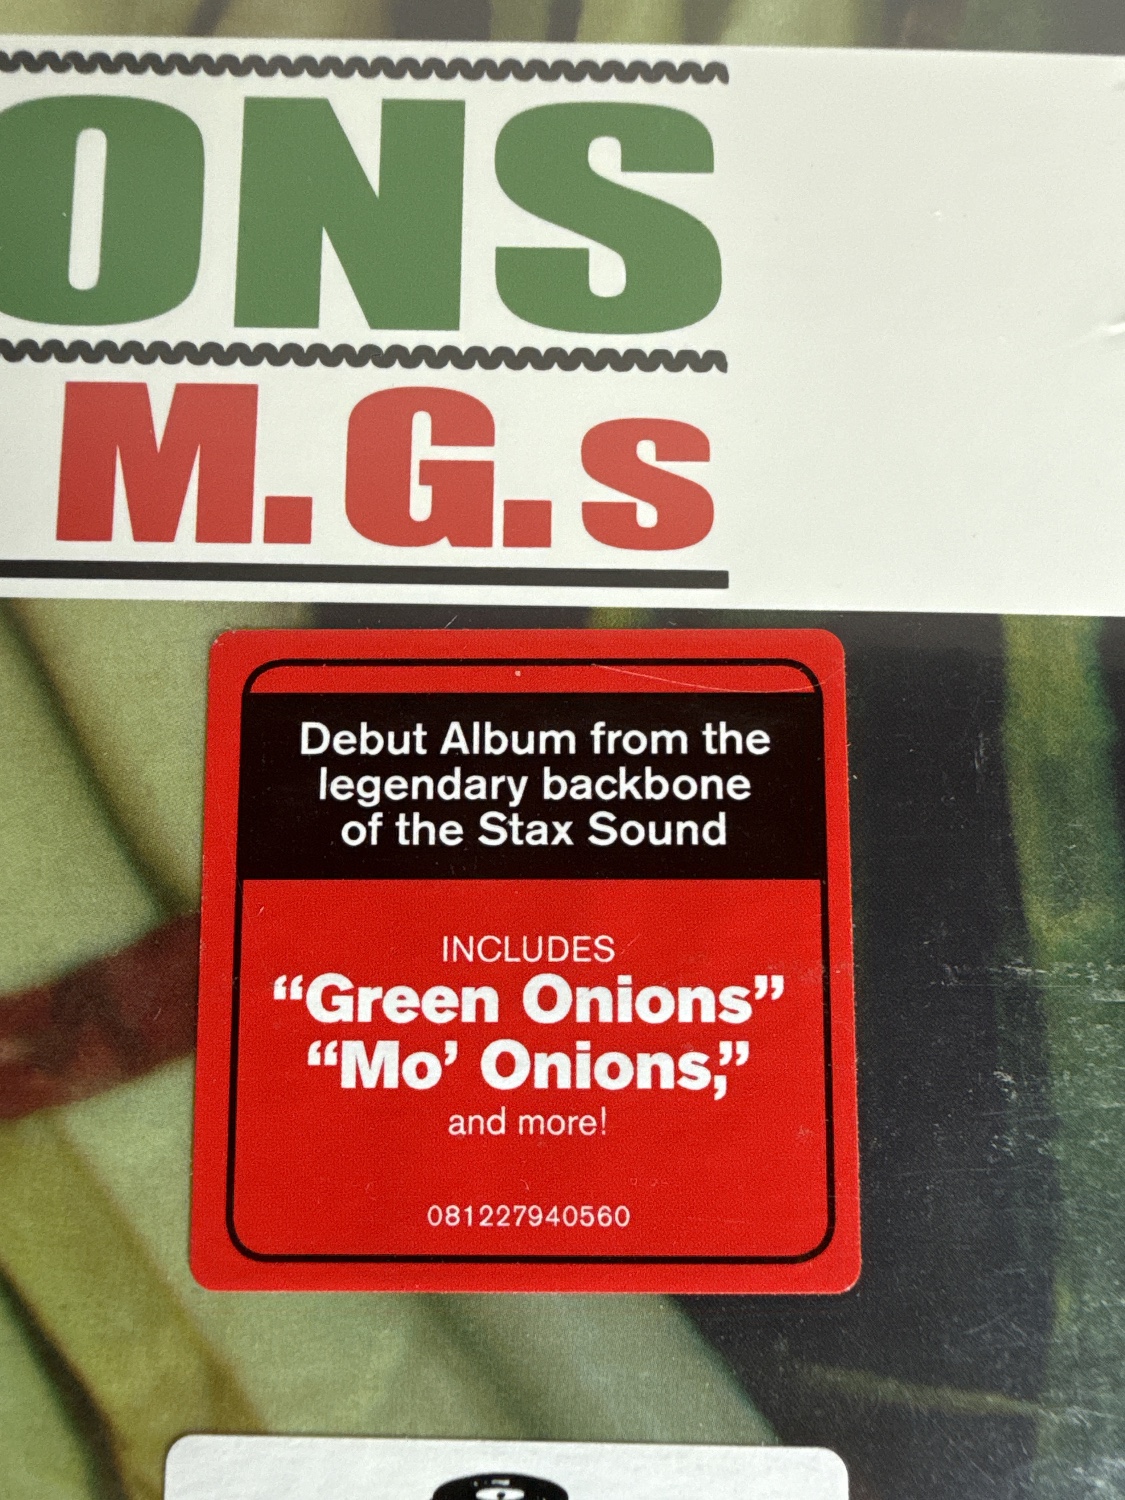 ONS
M.G.s
Debut Album from the
legendary backbone
of the Stax Sound
INCLUDES
“Green Onions”
“Mo’ Onions,”
and more!
081227940560